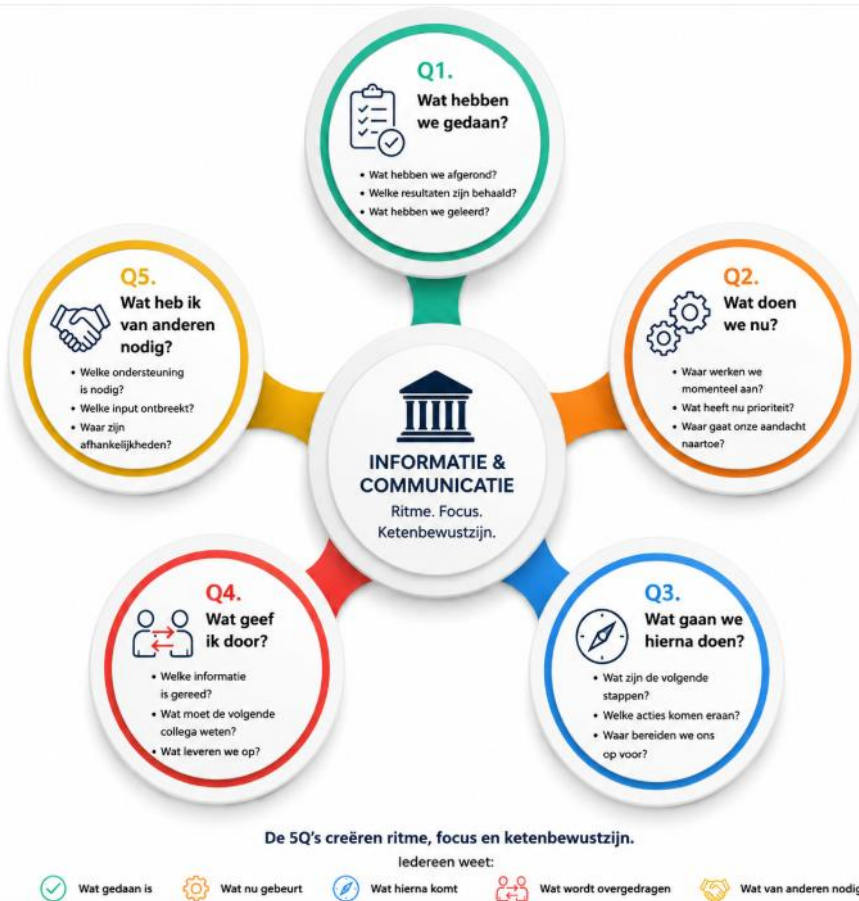 Q1.
Wat hebben
we gedaan?
• Wat hebben we afgerond?
• Welke resultaten zijn behaald?
• Wat hebben we geleerd?
Q5.
Wat heb ik
van anderen
nodig?
• Welke ondersteuning
is nodig?
• Welke input ontbreekt?
• Waar zijn
afhankelijkheden?
Q2.
Wat doen
we nu?
• Waar werken we
momenteel aan?
• Wat heeft nu prioriteit?
• Waar gaat onze aandacht
naartoe?
INFORMATIE &
COMMUNICATIE
Ritme. Focus.
Ketenbewustzijn.
Q4.
Wat geef
ik door?
• Welke informatie
is gereed?
• Wat moet de volgende
collega weten?
• Wat leveren we op?
Q3.
Wat gaan we
hierna doen?
• Wat zijn de volgende
stappen?
• Welke acties komen eraan?
• Waar bereiden we ons
op voor?
De 5Q's creëren ritme, focus en ketenbewustzijn.
Iedereen weet:
Wat gedaan is
Wat nu gebeurt
Wat hierna komt
Wat wordt overgedragen
Wat van anderen nodig